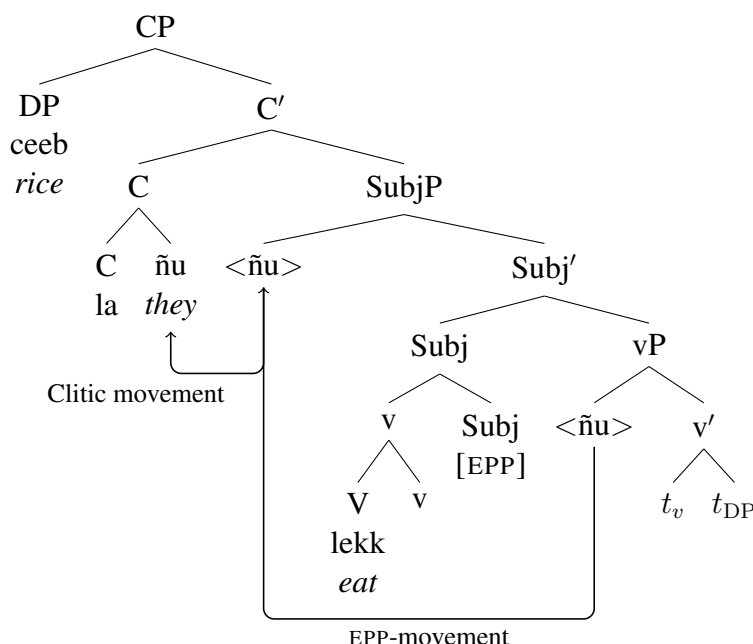 CP
DP C′
ceeb
rice
C SubjP
C ñu <ñu> Subj′
la they
Subj vP
Clitic movement
v Subj <ñu> v′
[EPP]
V v t_v t_DP
lekk
eat
EPP-movement